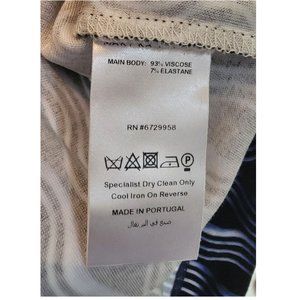 MAIN BODY: 93% VISCOSE
7% ELASTANE
RN #6729958
Specialist Dry Clean Only
Cool Iron On Reverse
MADE IN PORTUGAL
صنع في البرتغال